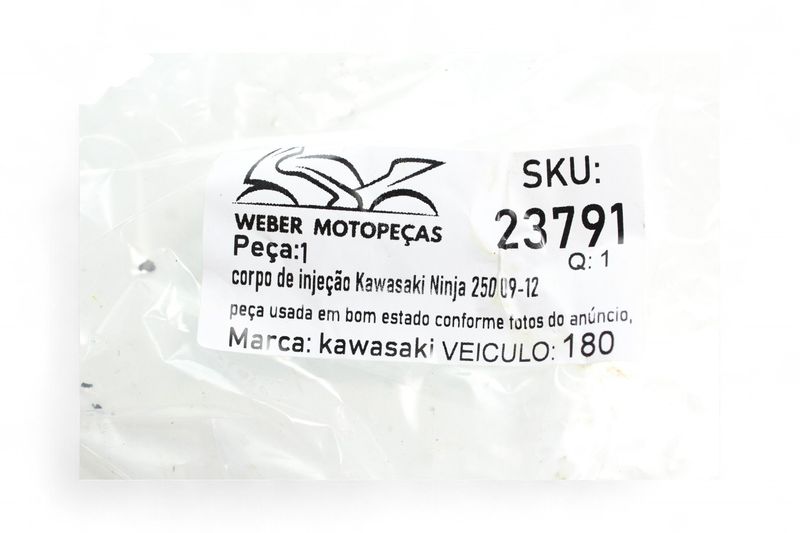 WEBER MOTOPEÇAS
SKU:
23791
Q: 1
Peça:1
corpo de injeção Kawasaki Ninja 250 09-12
peça usada em bom estado conforme fotos do anúncio,
Marca: kawasaki VEICULO: 180